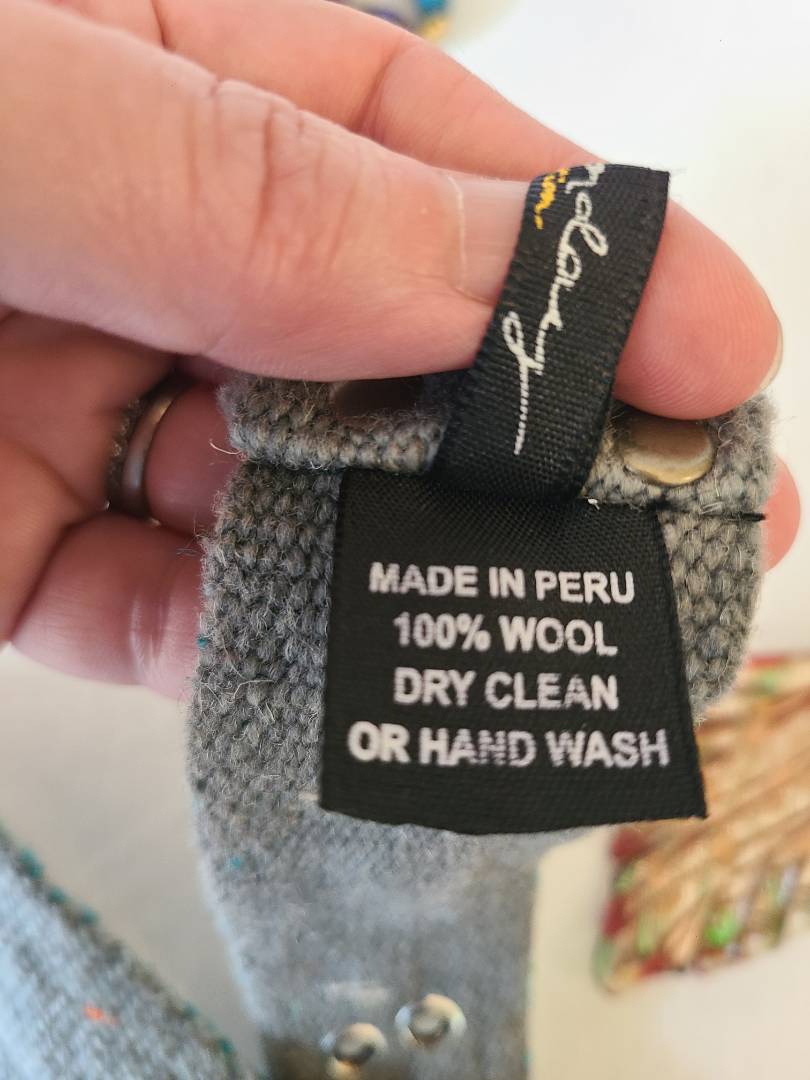 MADE IN PERU
100% WOOL
DRY CLEAN
OR HAND WASH